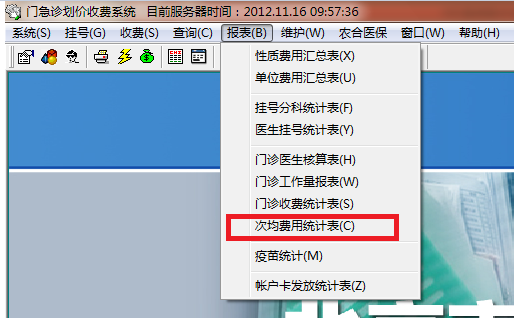 门急诊划价收费系统 目前服务器时间：2012.11.16 09:57:36
系统(S) 挂号(G) 收费(S) 查询(C) 报表(B) 维护(W) 农合医保 窗口(W) 帮助(H)
性质费用汇总表(X)
单位费用汇总表(U)
挂号分科统计表(F)
医生挂号统计表(Y)
门诊医生核算表(H)
门诊工作量报表(W)
门诊收费统计表(S)
次均费用统计表(C)
疫苗统计(M)
帐户卡发放统计表(Z)